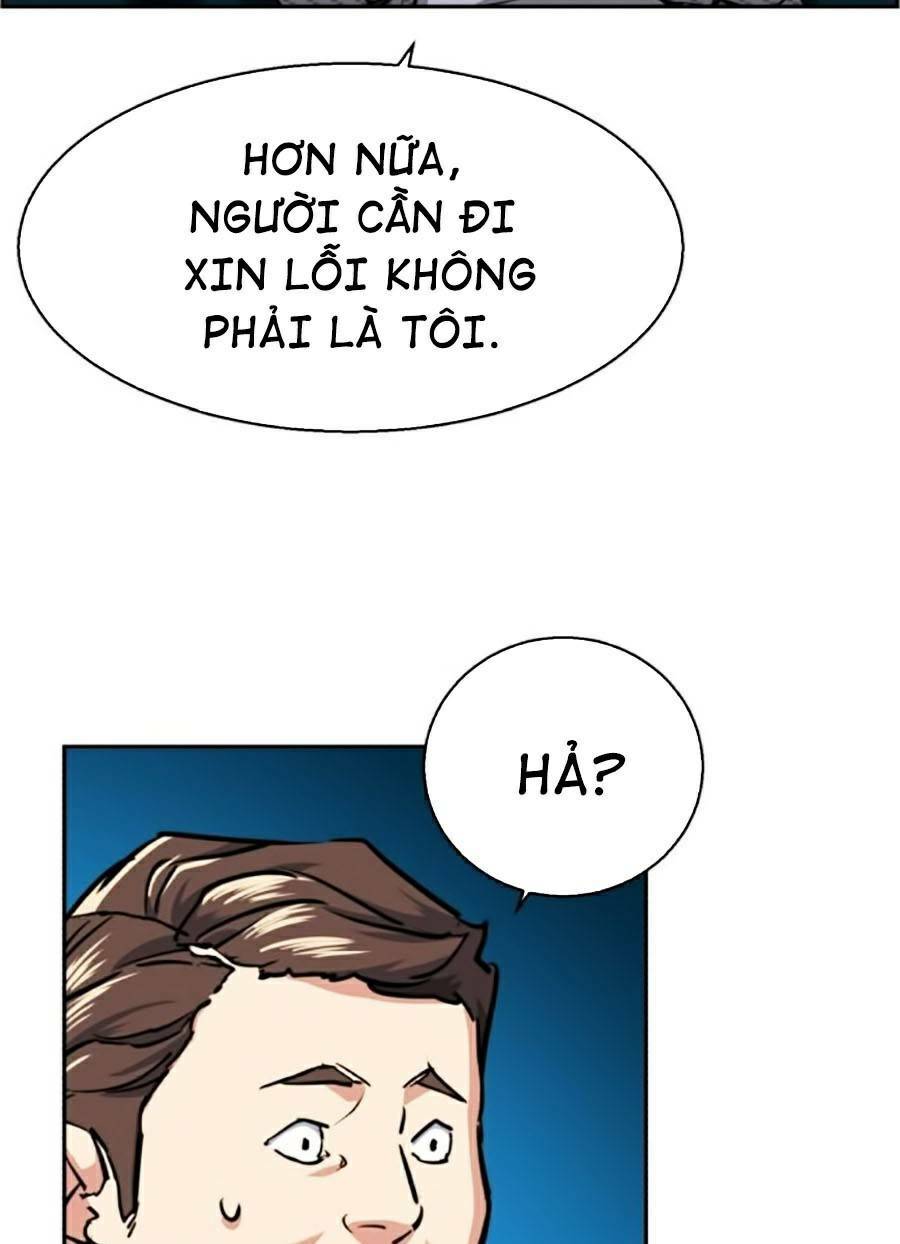 HƠN NỮA,
NGƯỜI CẦN ĐI
XIN LỖI KHÔNG
PHẢI LÀ TÔI.
HẢ?